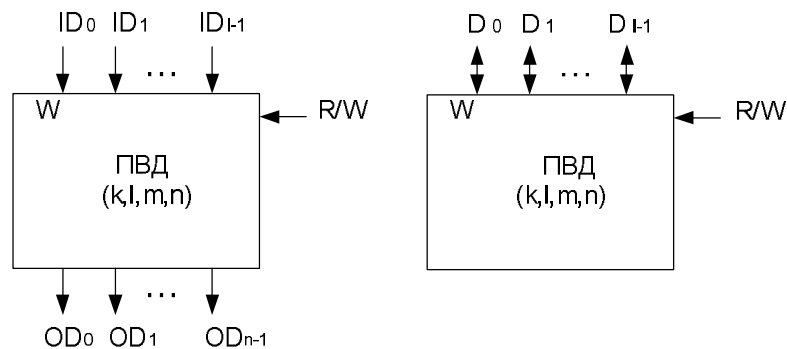 ID0 ID1 ... IDl-1
W
R/W
ПВД
(k,l,m,n)
...
OD0 OD1 ODn-1
D0 D1 ... Dl-1
W
R/W
ПВД
(k,l,m,n)